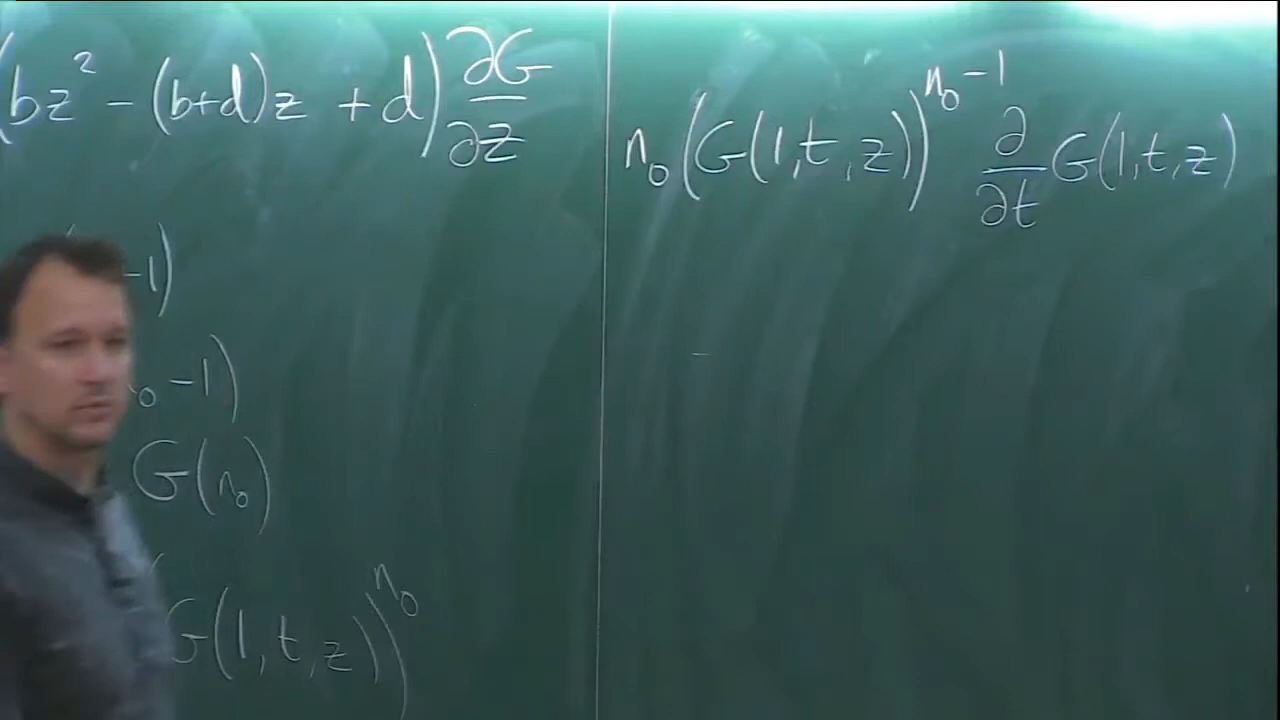 (bz² - (b+d)z + d) ∂G/∂z
-1)
₀ -1)
G(n₀)
G(1,t,z))^n₀
n₀(G(1,t,z))^n₀-1 ∂/∂t G(1,t,z)